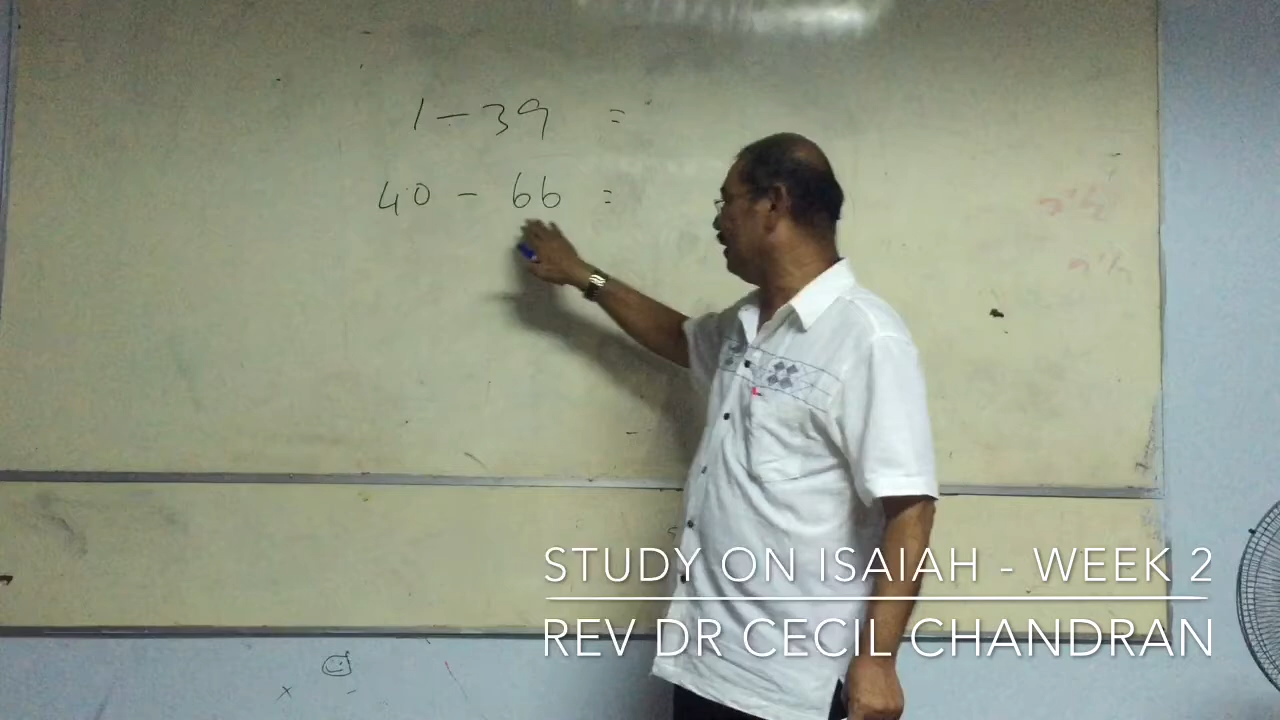 1 - 39 =
40 - 66 =
STUDY ON ISAIAH - WEEK 2
REV DR CECIL CHANDRAN